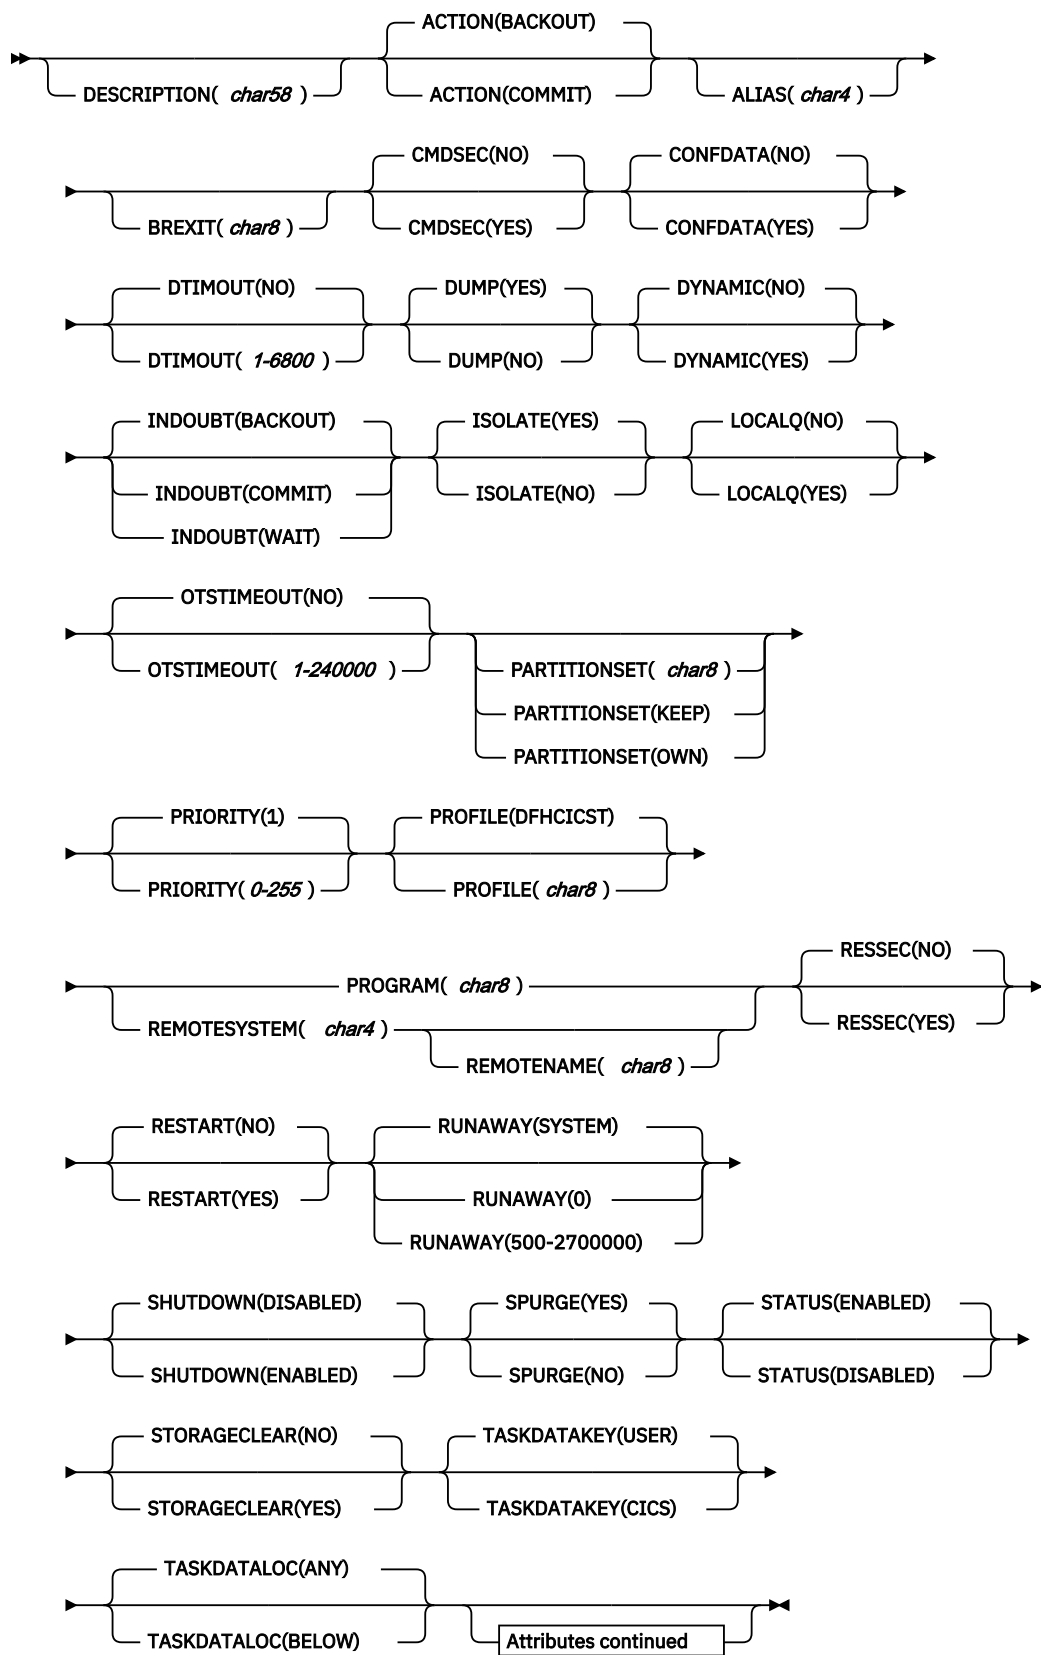 ACTION(BACKOUT)
DESCRIPTION( char58 ) ACTION(COMMIT) ALIAS( char4 )
CMDSEC(NO) CONFDATA(NO)
BREXIT( char8 ) CMDSEC(YES) CONFDATA(YES)
DTIMOUT(NO) DUMP(YES) DYNAMIC(NO)
DTIMOUT( 1-6800 ) DUMP(NO) DYNAMIC(YES)
INDOUBT(BACKOUT) ISOLATE(YES) LOCALQ(NO)
INDOUBT(COMMIT) ISOLATE(NO) LOCALQ(YES)
INDOUBT(WAIT)
OTSTIMEOUT(NO)
OTSTIMEOUT( 1-240000 ) PARTITIONSET( char8 )
PARTITIONSET(KEEP)
PARTITIONSET(OWN)
PRIORITY(1) PROFILE(DFHCICST)
PRIORITY( 0-255 ) PROFILE( char8 )
RESSEC(NO)
PROGRAM( char8 )
REMOTESYSTEM( char4 ) RESSEC(YES)
REMOTENAME( char8 )
RESTART(NO) RUNAWAY(SYSTEM)
RESTART(YES) RUNAWAY(0)
RUNAWAY(500-2700000)
SHUTDOWN(DISABLED) SPURGE(YES) STATUS(ENABLED)
SHUTDOWN(ENABLED) SPURGE(NO) STATUS(DISABLED)
STORAGECLEAR(NO) TASKDATAKEY(USER)
STORAGECLEAR(YES) TASKDATAKEY(CICS)
TASKDATALOC(ANY)
TASKDATALOC(BELOW) Attributes continued